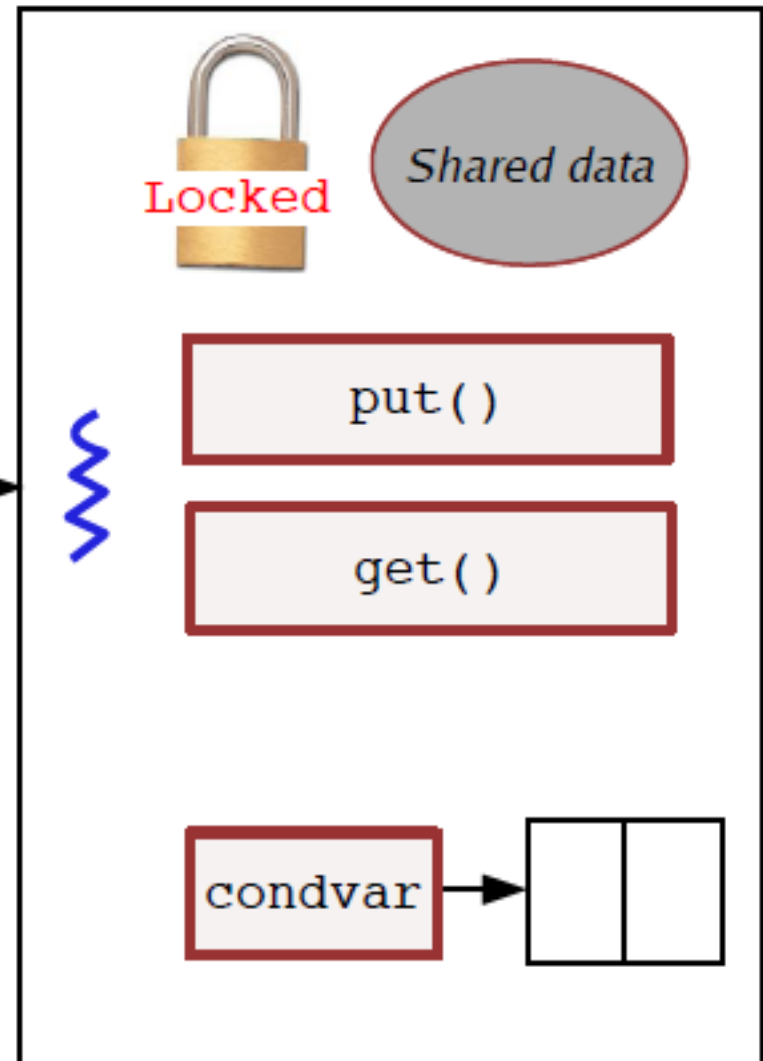 Locked
Shared data
put()
get()
condvar